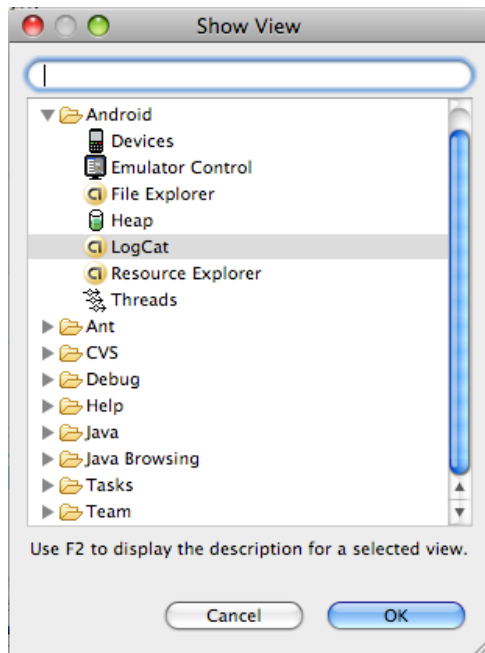 Show View
Android
Devices
Emulator Control
File Explorer
Heap
LogCat
Resource Explorer
Threads
Ant
CVS
Debug
Help
Java
Java Browsing
Tasks
Team
Use F2 to display the description for a selected view.
Cancel OK